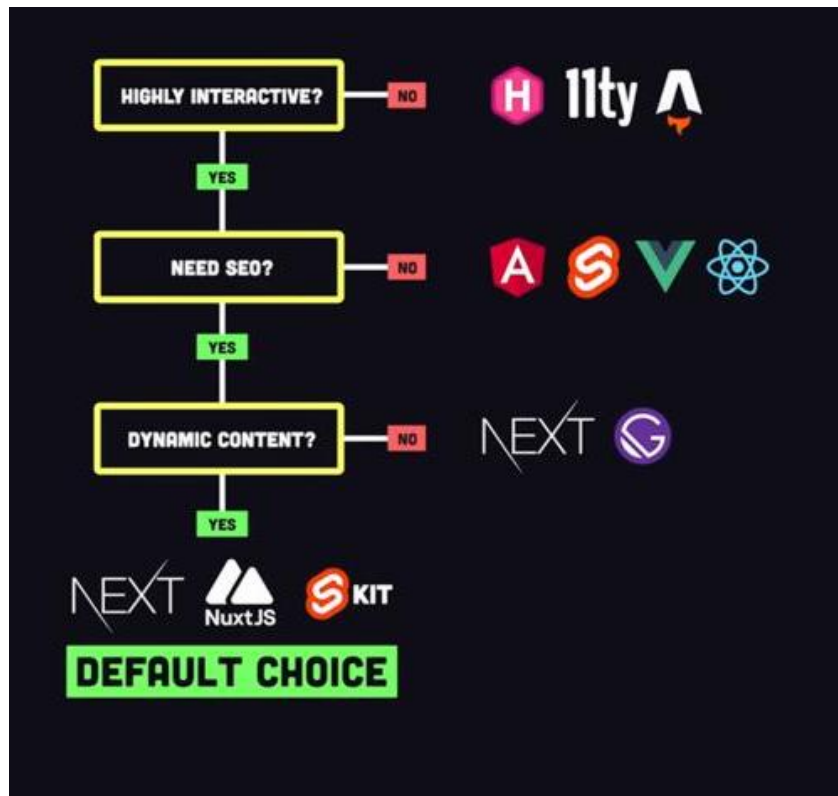 HIGHLY INTERACTIVE?
NO
H 11ty
YES
NEED SEO?
NO
A
YES
DYNAMIC CONTENT?
NO
NEXT G
YES
NEXT
NuxtJS
KIT
DEFAULT CHOICE